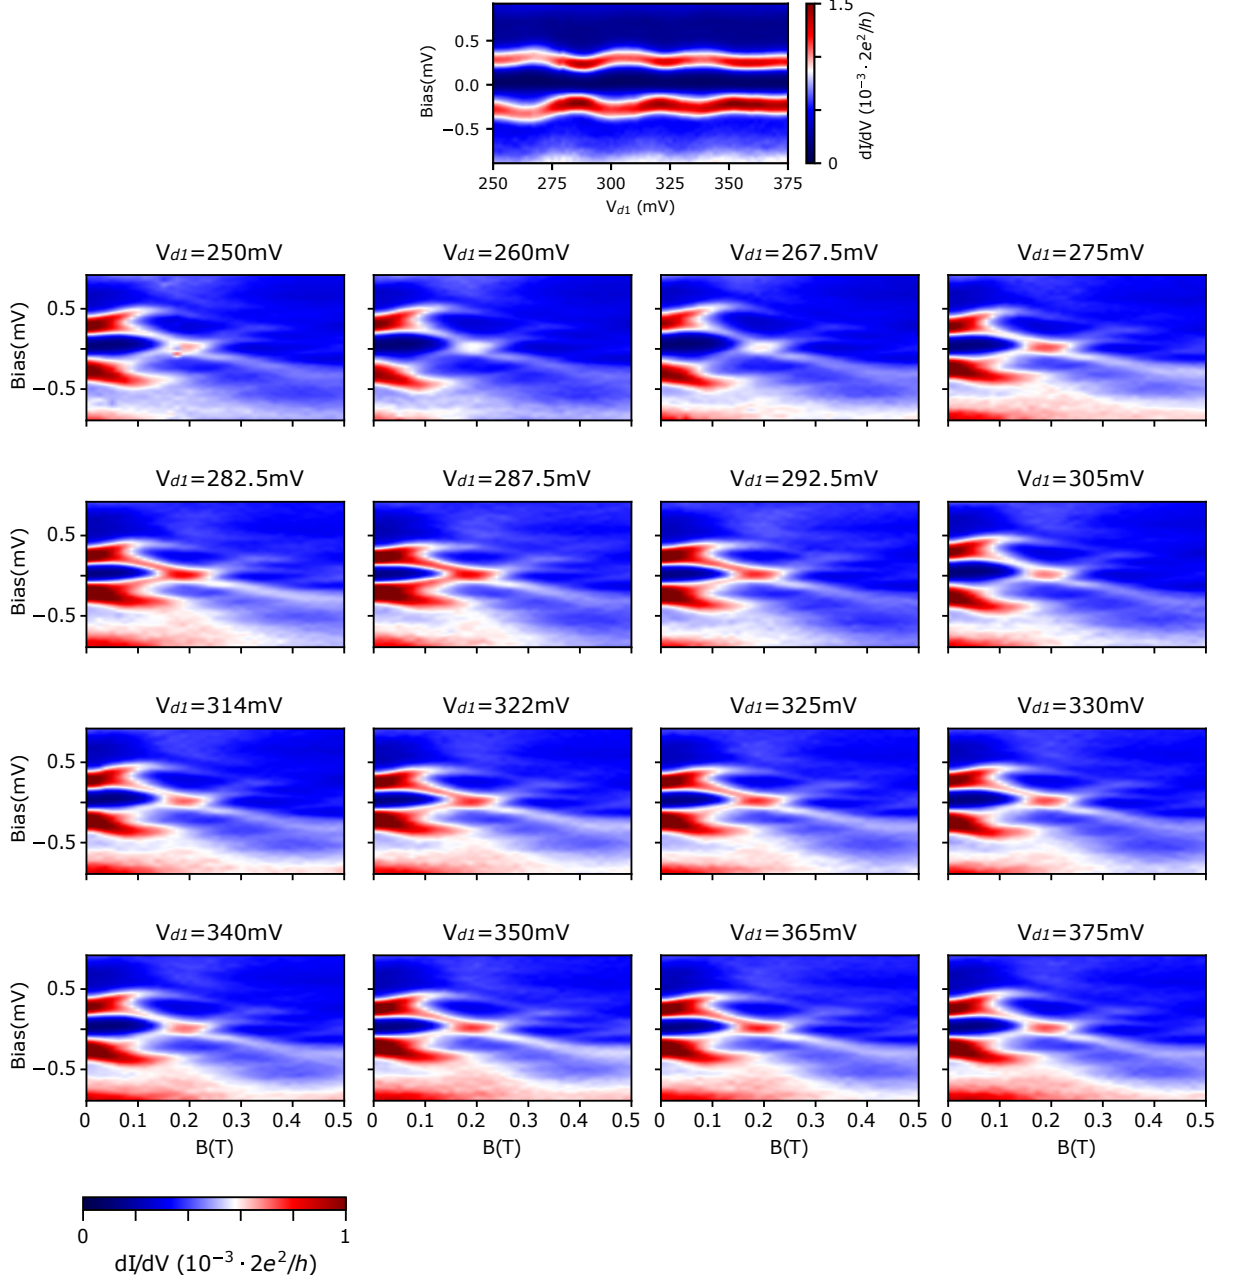 1.5
0.5
0.0
−0.5
Bias(mV)
0
dI/dV (10⁻³ · 2e²/h)
250 275 300 325 350 375
V_d1 (mV)
V_d1=250mV V_d1=260mV V_d1=267.5mV V_d1=275mV
0.5
Bias(mV)
−0.5
V_d1=282.5mV V_d1=287.5mV V_d1=292.5mV V_d1=305mV
0.5
Bias(mV)
−0.5
V_d1=314mV V_d1=322mV V_d1=325mV V_d1=330mV
0.5
Bias(mV)
−0.5
V_d1=340mV V_d1=350mV V_d1=365mV V_d1=375mV
0.5
Bias(mV)
−0.5
0 0.1 0.2 0.3 0.4 0.5 0 0.1 0.2 0.3 0.4 0.5 0 0.1 0.2 0.3 0.4 0.5 0 0.1 0.2 0.3 0.4 0.5
B(T) B(T) B(T) B(T)
0 1
dI/dV (10⁻³ · 2e²/h)